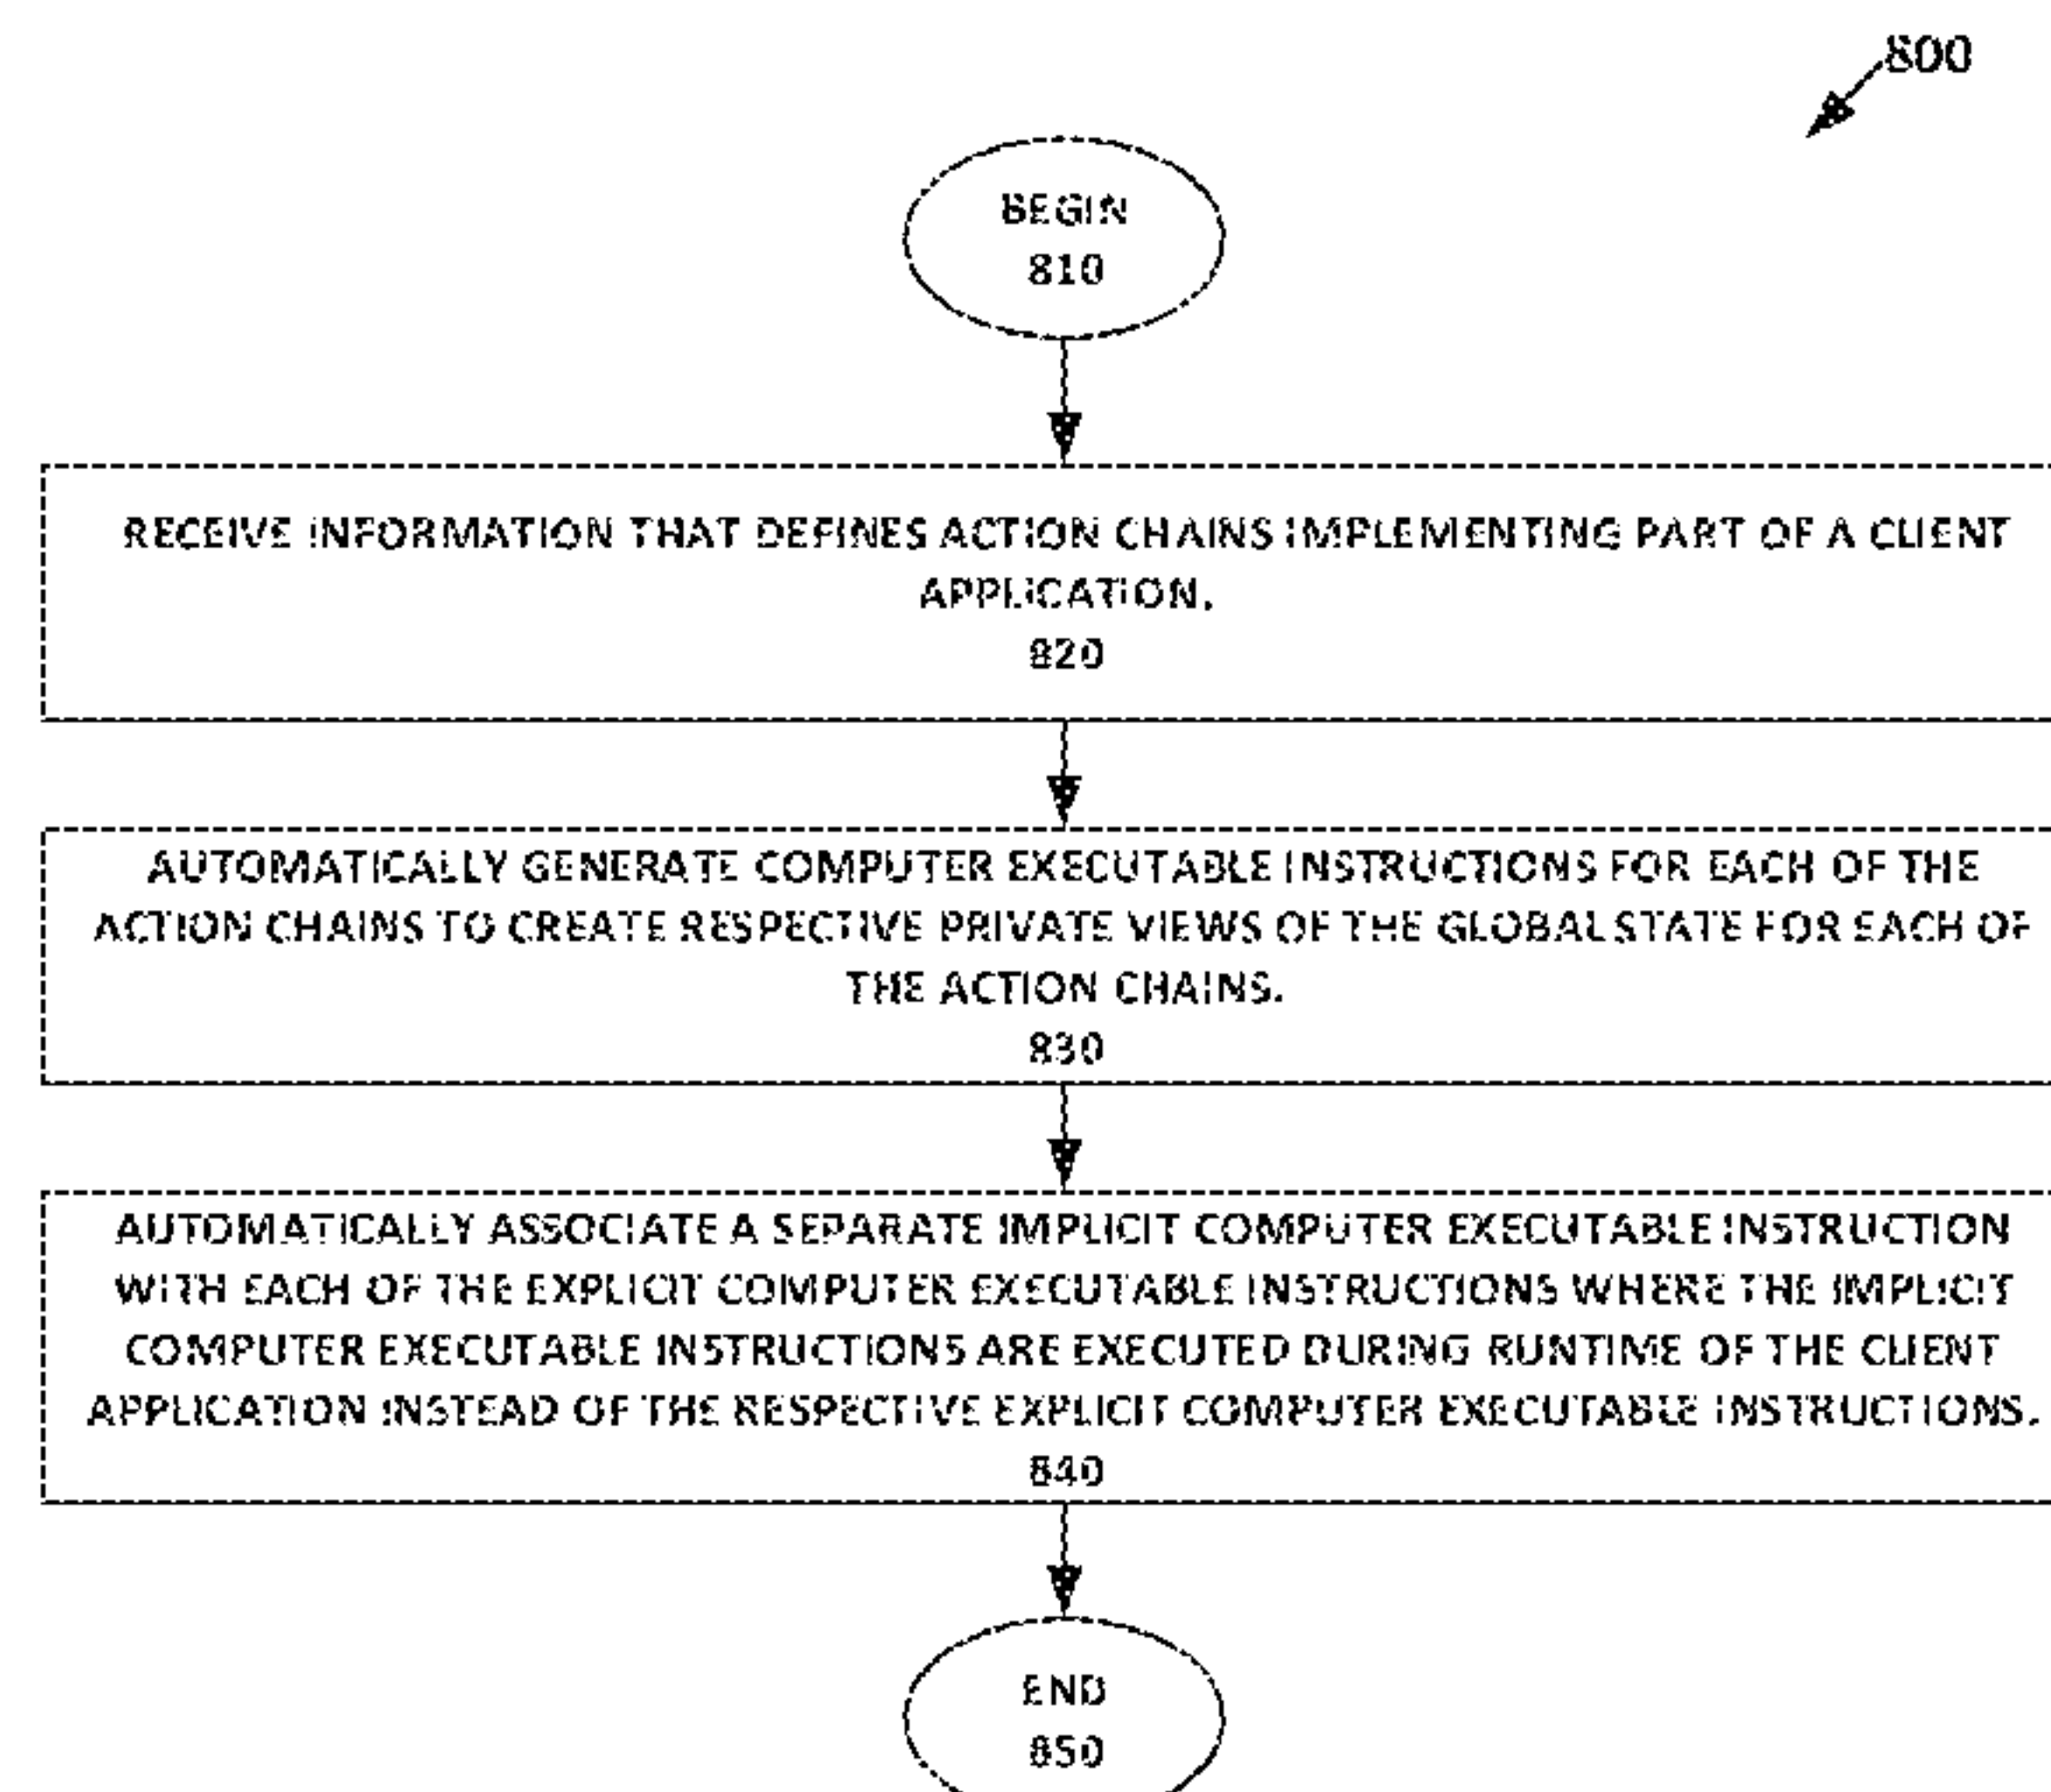 800
BEGIN
810
RECEIVE INFORMATION THAT DEFINES ACTION CHAINS IMPLEMENTING PART OF A CLIENT
APPLICATION.
820
AUTOMATICALLY GENERATE COMPUTER EXECUTABLE INSTRUCTIONS FOR EACH OF THE
ACTION CHAINS TO CREATE RESPECTIVE PRIVATE VIEWS OF THE GLOBAL STATE FOR EACH OF
THE ACTION CHAINS.
830
AUTOMATICALLY ASSOCIATE A SEPARATE IMPLICIT COMPUTER EXECUTABLE INSTRUCTION
WITH EACH OF THE EXPLICIT COMPUTER EXECUTABLE INSTRUCTIONS WHERE THE IMPLICIT
COMPUTER EXECUTABLE INSTRUCTIONS ARE EXECUTED DURING RUNTIME OF THE CLIENT
APPLICATION INSTEAD OF THE RESPECTIVE EXPLICIT COMPUTER EXECUTABLE INSTRUCTIONS.
840
END
850